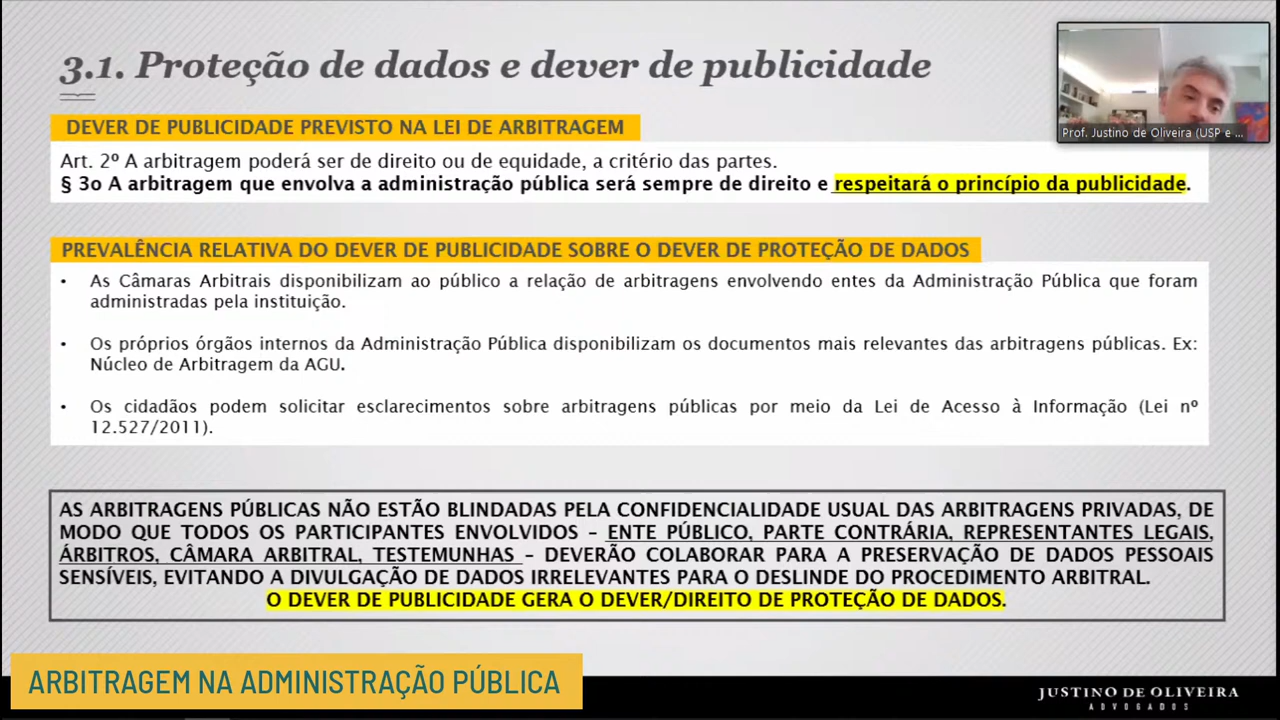 3.1. Proteção de dados e dever de publicidade
Prof. Justino de Oliveira (USP e ...
DEVER DE PUBLICIDADE PREVISTO NA LEI DE ARBITRAGEM
Art. 2º A arbitragem poderá ser de direito ou de equidade, a critério das partes.
§ 3o A arbitragem que envolva a administração pública será sempre de direito e respeitará o princípio da publicidade.
PREVALÊNCIA RELATIVA DO DEVER DE PUBLICIDADE SOBRE O DEVER DE PROTEÇÃO DE DADOS
• As Câmaras Arbitrais disponibilizam ao público a relação de arbitragens envolvendo entes da Administração Pública que foram
administradas pela instituição.
• Os próprios órgãos internos da Administração Pública disponibilizam os documentos mais relevantes das arbitragens públicas. Ex:
Núcleo de Arbitragem da AGU.
• Os cidadãos podem solicitar esclarecimentos sobre arbitragens públicas por meio da Lei de Acesso à Informação (Lei nº
12.527/2011).
AS ARBITRAGENS PÚBLICAS NÃO ESTÃO BLINDADAS PELA CONFIDENCIALIDADE USUAL DAS ARBITRAGENS PRIVADAS, DE
MODO QUE TODOS OS PARTICIPANTES ENVOLVIDOS – ENTE PÚBLICO, PARTE CONTRÁRIA, REPRESENTANTES LEGAIS,
ÁRBITROS, CÂMARA ARBITRAL, TESTEMUNHAS – DEVERÃO COLABORAR PARA A PRESERVAÇÃO DE DADOS PESSOAIS
SENSÍVEIS, EVITANDO A DIVULGAÇÃO DE DADOS IRRELEVANTES PARA O DESLINDE DO PROCEDIMENTO ARBITRAL.
O DEVER DE PUBLICIDADE GERA O DEVER/DIREITO DE PROTEÇÃO DE DADOS.
ARBITRAGEM NA ADMINISTRAÇÃO PÚBLICA
JUSTINO DE OLIVEIRA
ADVOGADOS